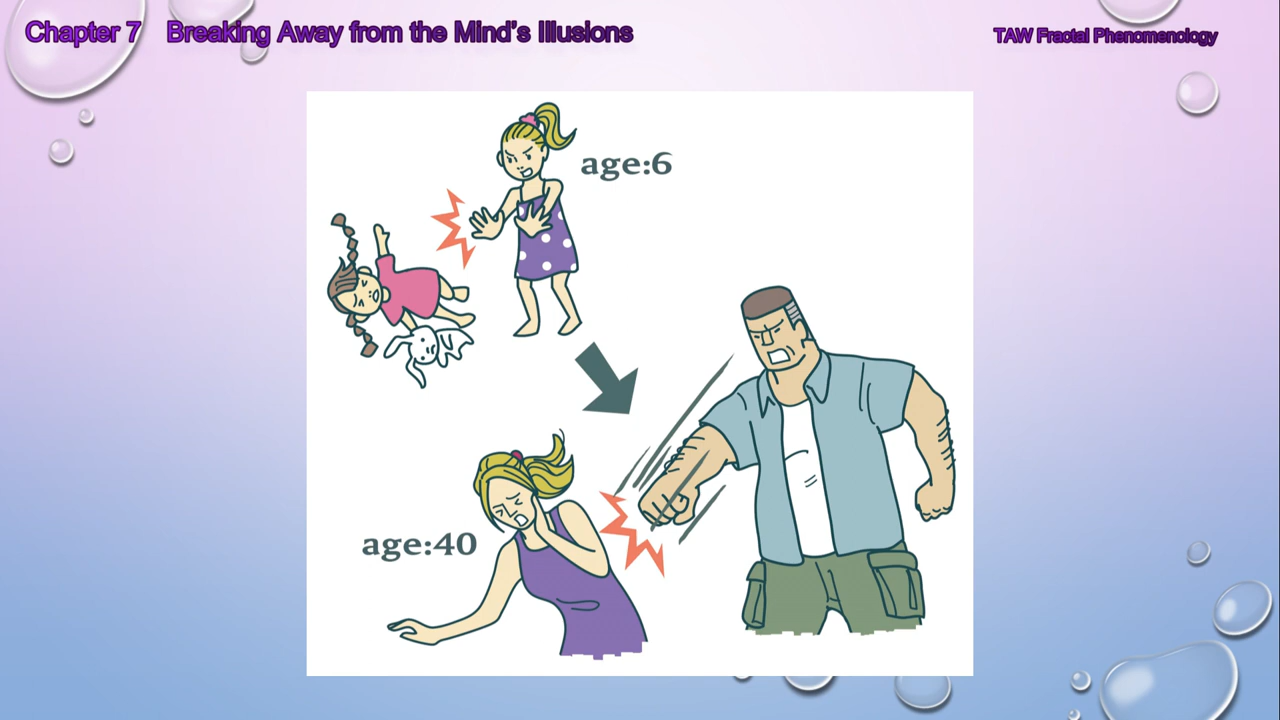 Chapter 7 Breaking Away from the Mind's Illusions
TAW Fractal Phenomenology
age:6
age:40